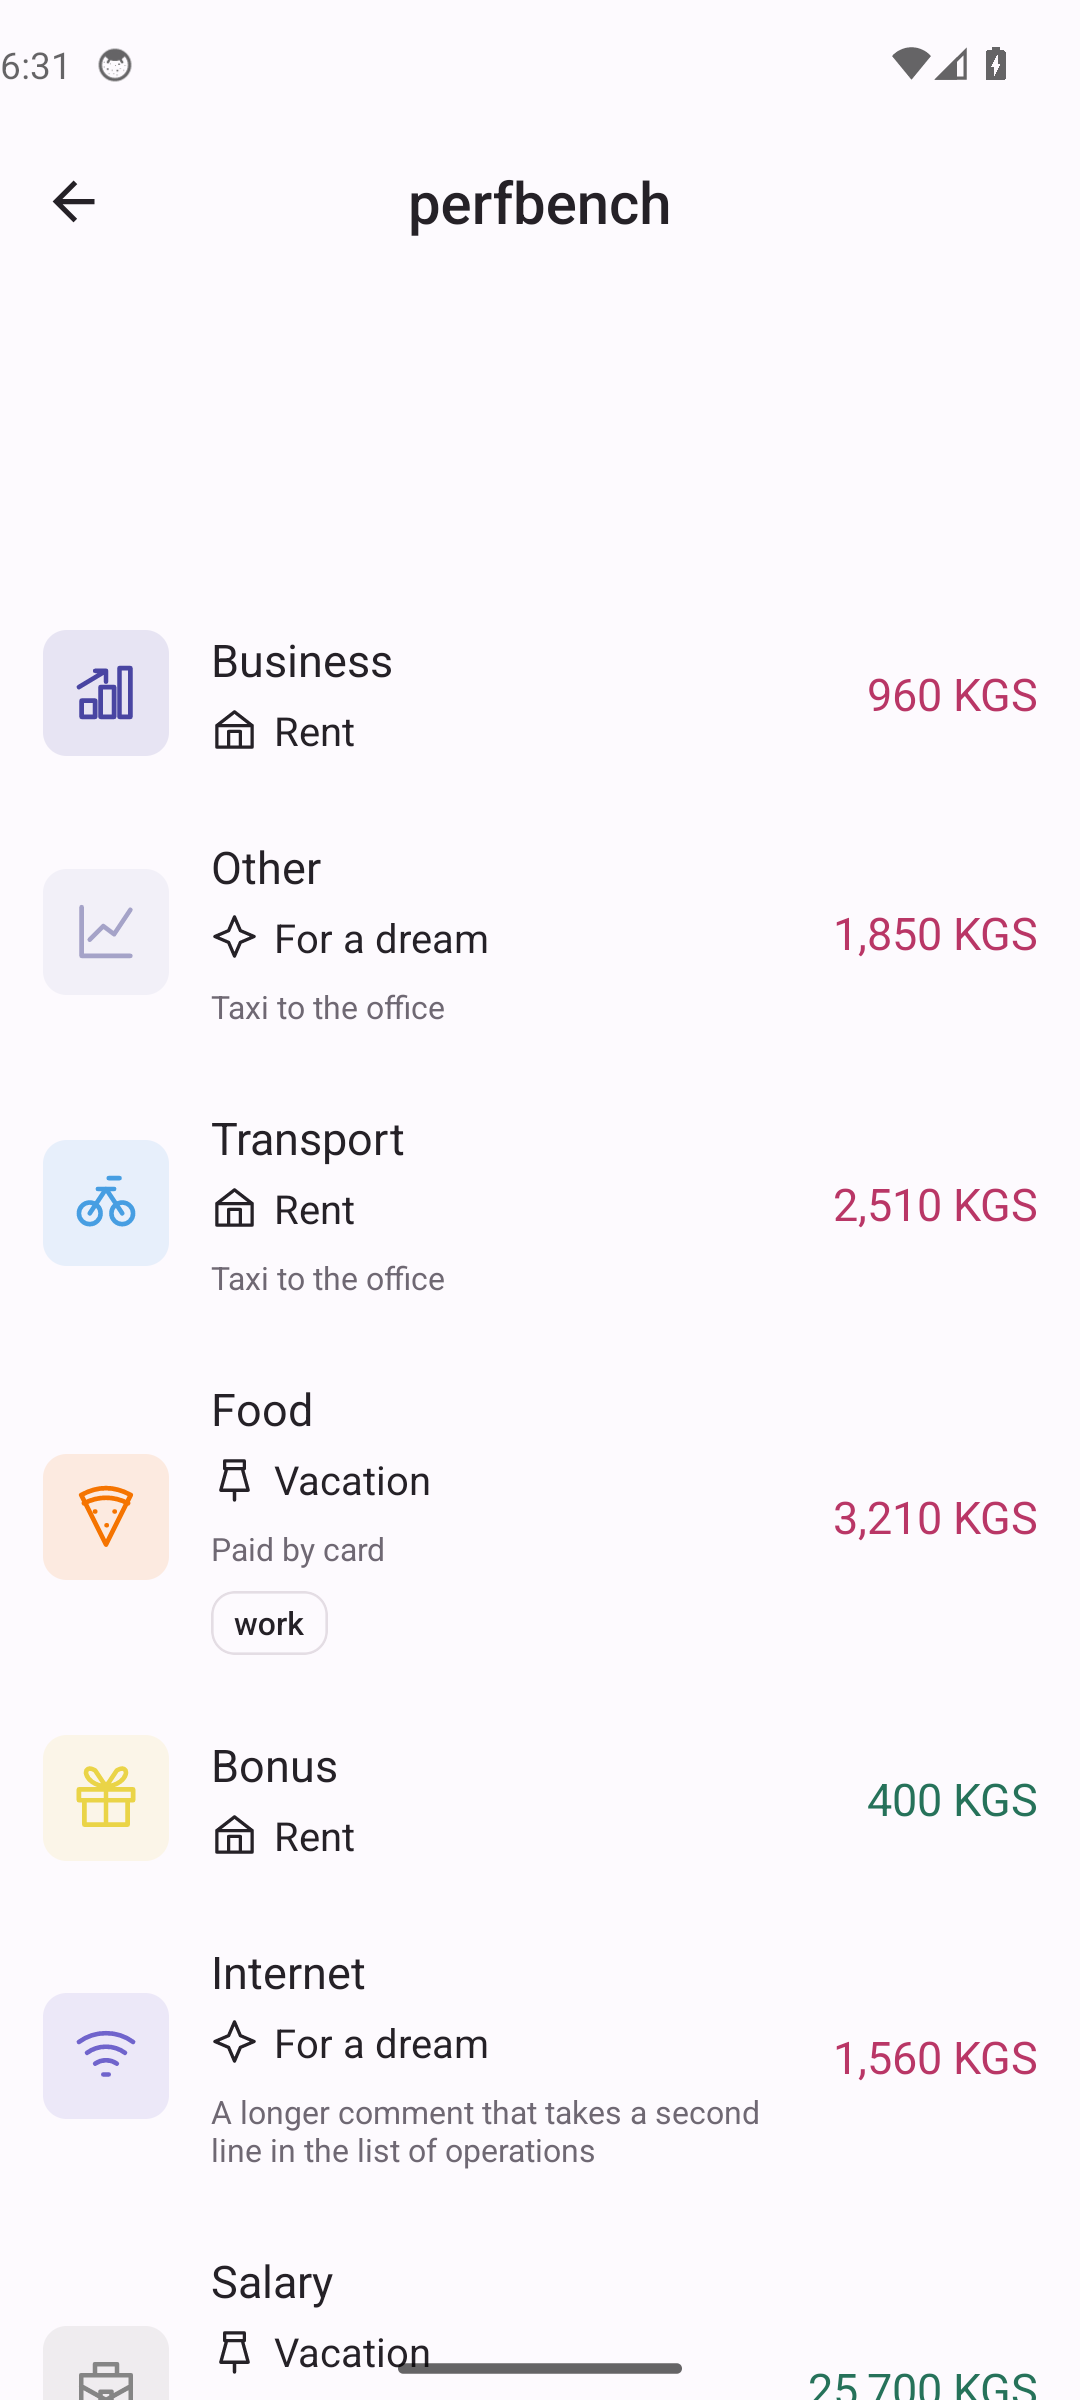 6:31
perfbench
Business
Rent
960 KGS
Other
For a dream
Taxi to the office
1,850 KGS
Transport
Rent
Taxi to the office
2,510 KGS
Food
Vacation
Paid by card
work
3,210 KGS
Bonus
Rent
400 KGS
Internet
For a dream
A longer comment that takes a second
line in the list of operations
1,560 KGS
Salary
Vacation
25,700 KGS